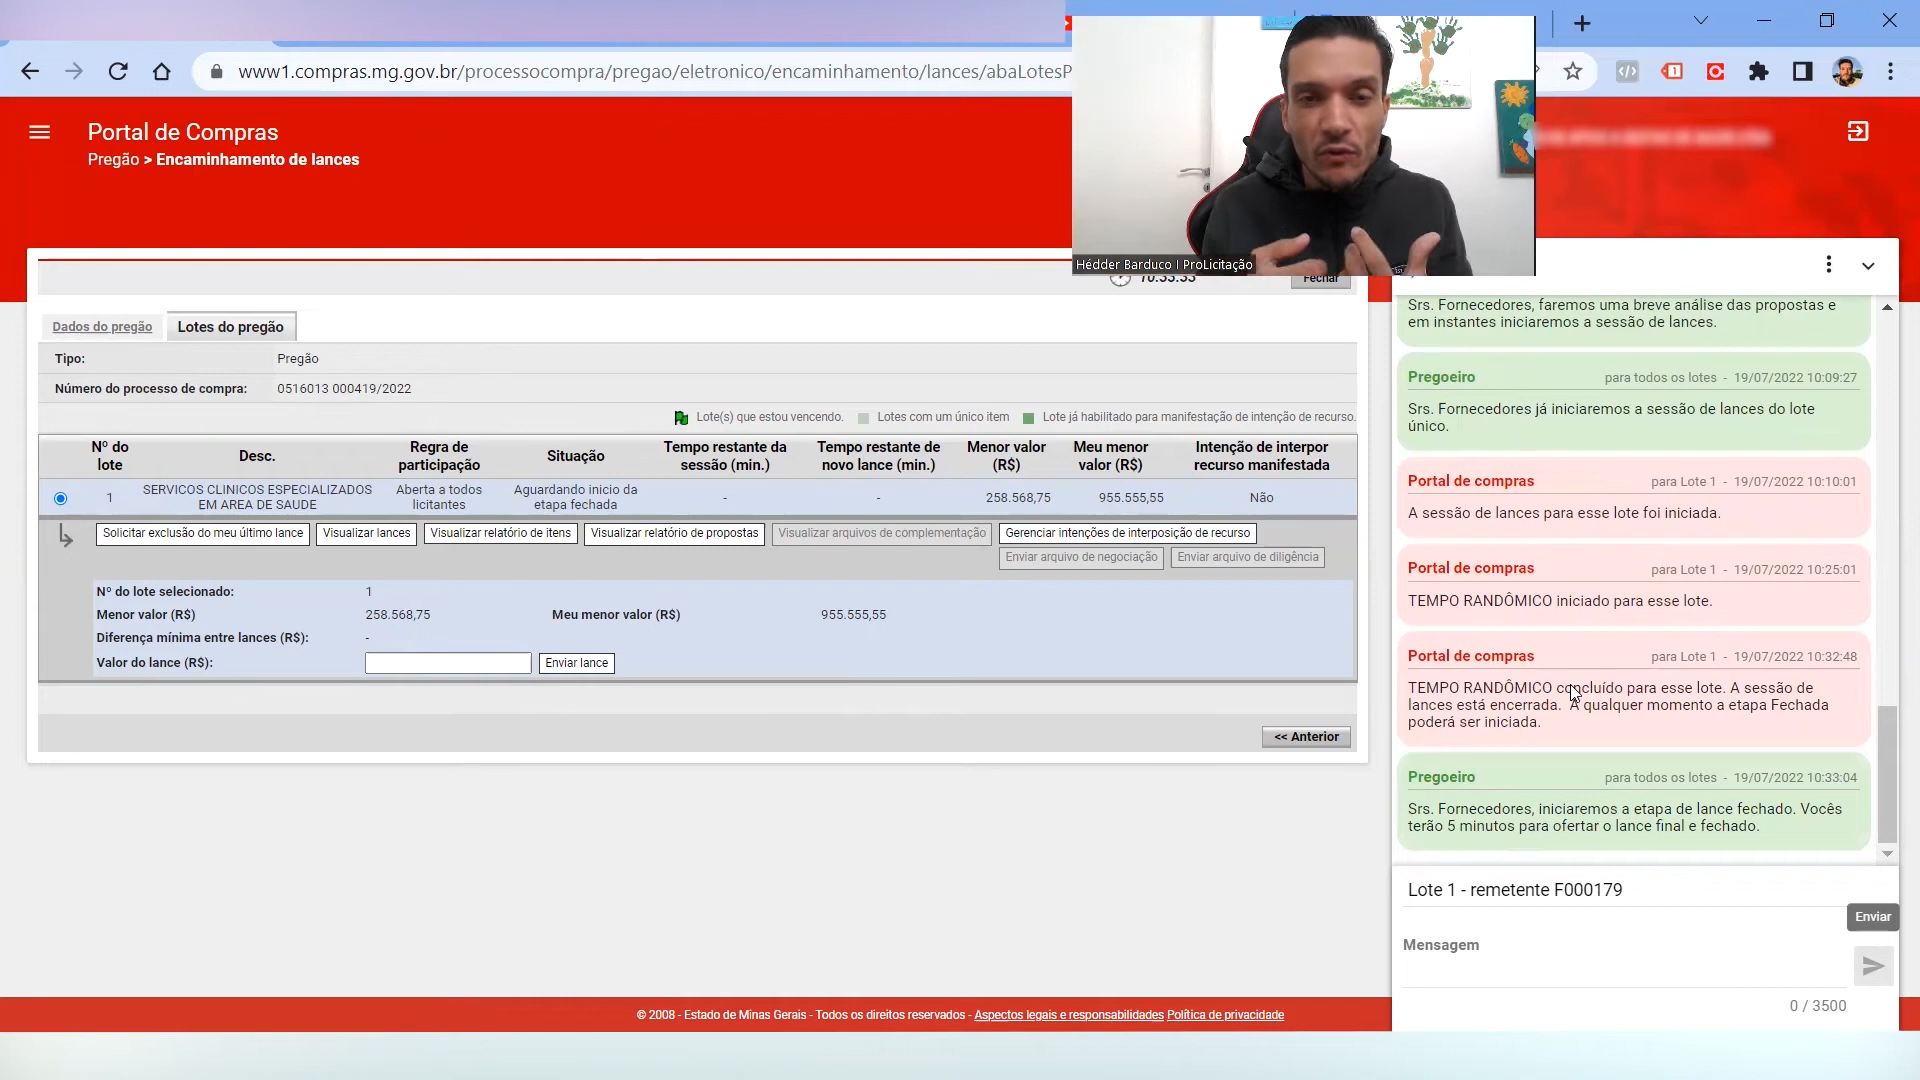 www1.compras.mg.gov.br/processocompra/pregao/eletronico/encaminhamento/lances/abaLotesP
Portal de Compras
Pregão > Encaminhamento de lances
Hédder Barduco I ProLicitação
10:33:33
Fechar
Dados do pregão
Lotes do pregão
Tipo:
Pregão
Número do processo de compra:
0516013 000419/2022
Lote(s) que estou vencendo.
Lotes com um único item
Lote já habilitado para manifestação de intenção de recurso.
Nº do lote
Desc.
Regra de participação
Situação
Tempo restante da sessão (min.)
Tempo restante de novo lance (min.)
Menor valor (R$)
Meu menor valor (R$)
Intenção de interpor recurso manifestada
1
SERVICOS CLINICOS ESPECIALIZADOS
EM AREA DE SAUDE
Aberta a todos
licitantes
Aguardando inicio da
etapa fechada
-
-
258.568,75
955.555,55
Não
Solicitar exclusão do meu último lance
Visualizar lances
Visualizar relatório de itens
Visualizar relatório de propostas
Visualizar arquivos de complementação
Gerenciar intenções de interposição de recurso
Enviar arquivo de negociação
Enviar arquivo de diligência
Nº do lote selecionado:
1
Menor valor (R$)
258.568,75
Meu menor valor (R$)
955.555,55
Diferença mínima entre lances (R$):
-
Valor do lance (R$):
Enviar lance
<< Anterior
Srs. Fornecedores, faremos uma breve análise das propostas e
em instantes iniciaremos a sessão de lances.
Pregoeiro
para todos os lotes - 19/07/2022 10:09:27
Srs. Fornecedores já iniciaremos a sessão de lances do lote
único.
Portal de compras
para Lote 1 - 19/07/2022 10:10:01
A sessão de lances para esse lote foi iniciada.
Portal de compras
para Lote 1 - 19/07/2022 10:25:01
TEMPO RANDÔMICO iniciado para esse lote.
Portal de compras
para Lote 1 - 19/07/2022 10:32:48
TEMPO RANDÔMICO concluído para esse lote. A sessão de
lances está encerrada. A qualquer momento a etapa Fechada
poderá ser iniciada.
Pregoeiro
para todos os lotes - 19/07/2022 10:33:04
Srs. Fornecedores, iniciaremos a etapa de lance fechado. Vocês
terão 5 minutos para ofertar o lance final e fechado.
Lote 1 - remetente F000179
Enviar
Mensagem
0 / 3500
© 2008 - Estado de Minas Gerais - Todos os direitos reservados - Aspectos legais e responsabilidades Política de privacidade